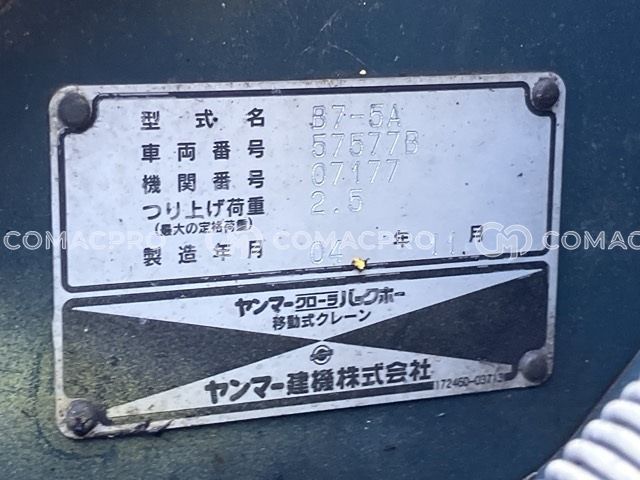 型式名 B7-5A
車両番号 57577B
機関番号 07177
つり上げ荷重 2.5
(最大の定格荷重)
製造年月 04 年 11 月
COMACPRO COMACPRO COMACPRO
ヤンマークローラバックホー
移動式クレーン
ヤンマー建機株式会社